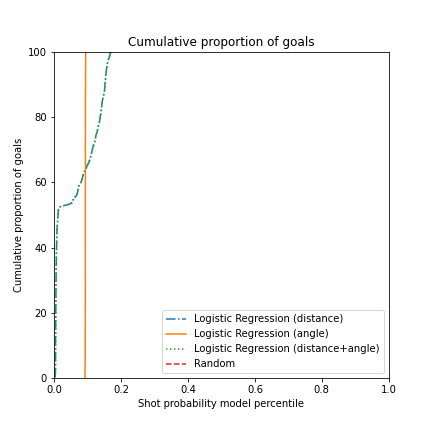 Cumulative proportion of goals
100
80
60
40
20
0
Cumulative proportion of goals
Logistic Regression (distance)
Logistic Regression (angle)
Logistic Regression (distance+angle)
Random
0.0 0.2 0.4 0.6 0.8 1.0
Shot probability model percentile